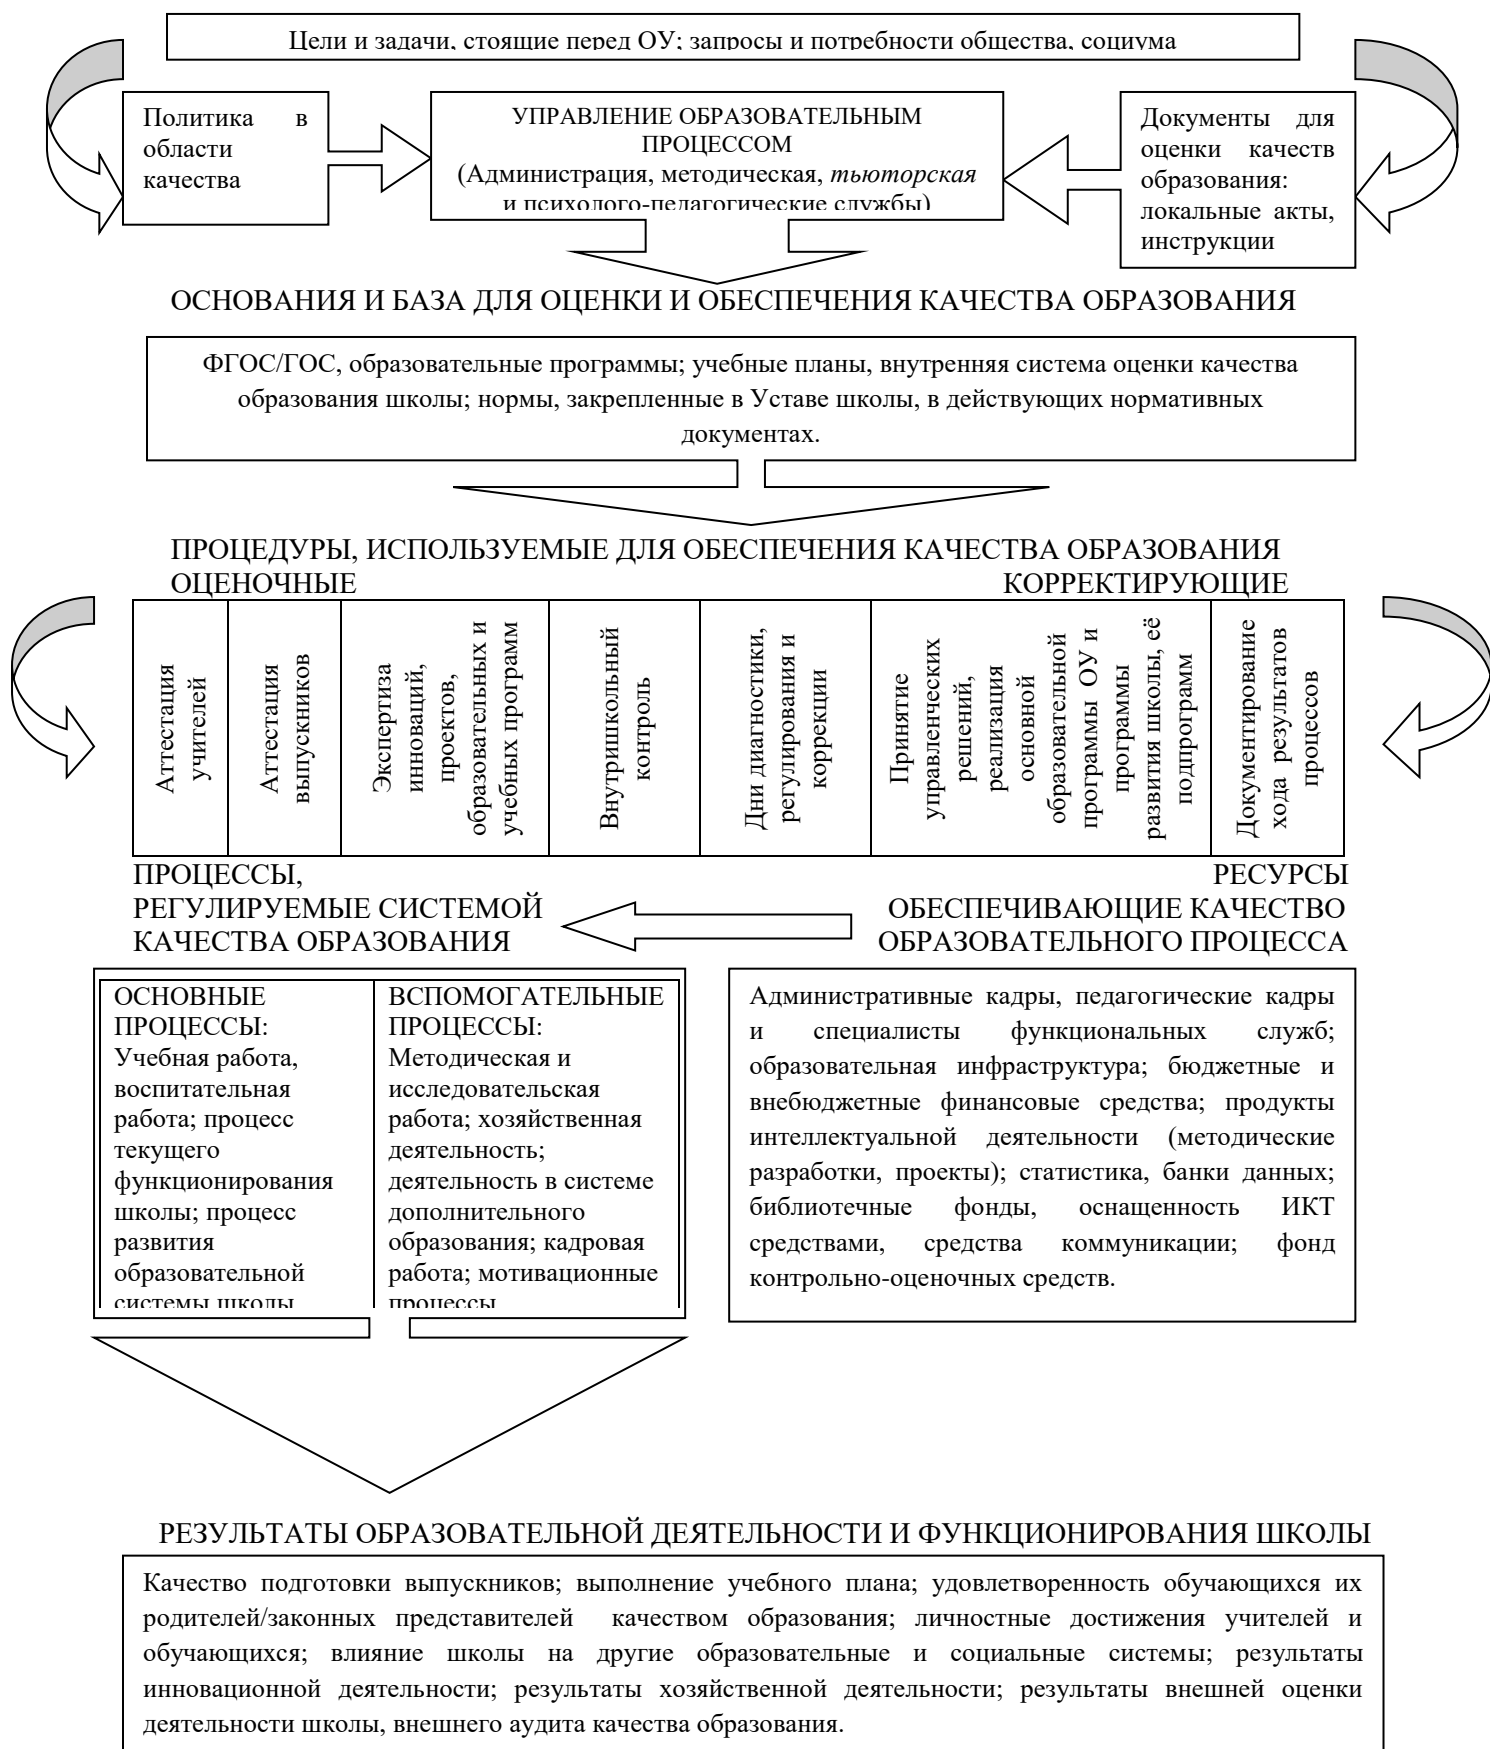 Цели и задачи, стоящие перед ОУ; запросы и потребности общества, социума
Политика в
области
качества
УПРАВЛЕНИЕ ОБРАЗОВАТЕЛЬНЫМ
ПРОЦЕССОМ
(Администрация, методическая, тьюторская
и психолого-педагогические службы)
Документы для
оценки качеств
образования:
локальные акты,
инструкции
ОСНОВАНИЯ И БАЗА ДЛЯ ОЦЕНКИ И ОБЕСПЕЧЕНИЯ КАЧЕСТВА ОБРАЗОВАНИЯ
ФГОС/ГОС, образовательные программы; учебные планы, внутренняя система оценки качества
образования школы; нормы, закрепленные в Уставе школы, в действующих нормативных
документах.
ПРОЦЕДУРЫ, ИСПОЛЬЗУЕМЫЕ ДЛЯ ОБЕСПЕЧЕНИЯ КАЧЕСТВА ОБРАЗОВАНИЯ
ОЦЕНОЧНЫЕ КОРРЕКТИРУЮЩИЕ
Аттестация
учителей
Аттестация
выпускников
Экспертиза
инноваций,
проектов,
образовательных и
учебных программ
Внутришкольный
контроль
Дни диагностики,
регулирования и
коррекции
Принятие
управленческих
решений,
реализация
основной
образовательной
программы ОУ и
программы
развития школы, её
подпрограмм
Документирование
хода результатов
процессов
ПРОЦЕССЫ,
РЕГУЛИРУЕМЫЕ СИСТЕМОЙ
КАЧЕСТВА ОБРАЗОВАНИЯ
РЕСУРСЫ
ОБЕСПЕЧИВАЮЩИЕ КАЧЕСТВО
ОБРАЗОВАТЕЛЬНОГО ПРОЦЕССА
ОСНОВНЫЕ
ПРОЦЕССЫ:
Учебная работа,
воспитательная
работа; процесс
текущего
функционирования
школы; процесс
развития
образовательной
системы школы
ВСПОМОГАТЕЛЬНЫЕ
ПРОЦЕССЫ:
Методическая и
исследовательская
работа; хозяйственная
деятельность;
деятельность в системе
дополнительного
образования; кадровая
работа; мотивационные
процессы
Административные кадры, педагогические кадры
и специалисты функциональных служб;
образовательная инфраструктура; бюджетные и
внебюджетные финансовые средства; продукты
интеллектуальной деятельности (методические
разработки, проекты); статистика, банки данных;
библиотечные фонды, оснащенность ИКТ
средствами, средства коммуникации; фонд
контрольно-оценочных средств.
РЕЗУЛЬТАТЫ ОБРАЗОВАТЕЛЬНОЙ ДЕЯТЕЛЬНОСТИ И ФУНКЦИОНИРОВАНИЯ ШКОЛЫ
Качество подготовки выпускников; выполнение учебного плана; удовлетворенность обучающихся их
родителей/законных представителей качеством образования; личностные достижения учителей и
обучающихся; влияние школы на другие образовательные и социальные системы; результаты
инновационной деятельности; результаты хозяйственной деятельности; результаты внешней оценки
деятельности школы, внешнего аудита качества образования.